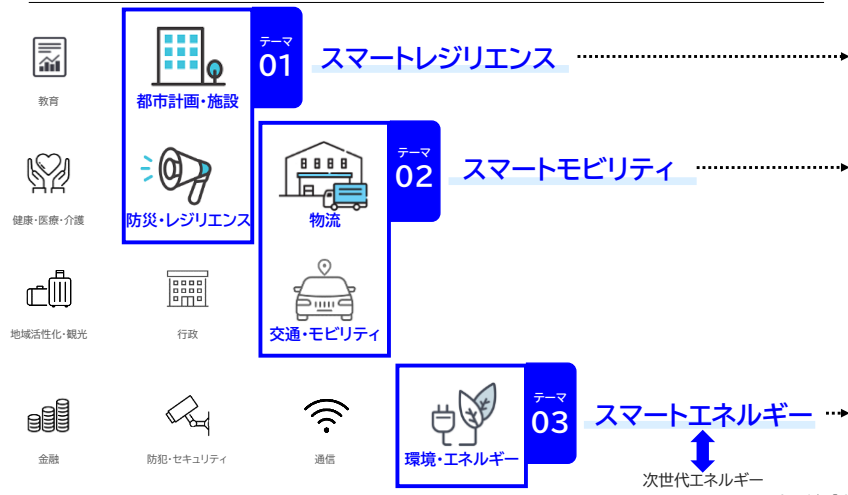 テーマ
01
スマートレジリエンス
教育
都市計画・施設
テーマ
02
スマートモビリティ
健康・医療・介護
防災・レジリエンス
物流
地域活性化・観光
行政
交通・モビリティ
テーマ
03
スマートエネルギー
金融
防犯・セキュリティ
通信
環境・エネルギー
次世代エネルギー